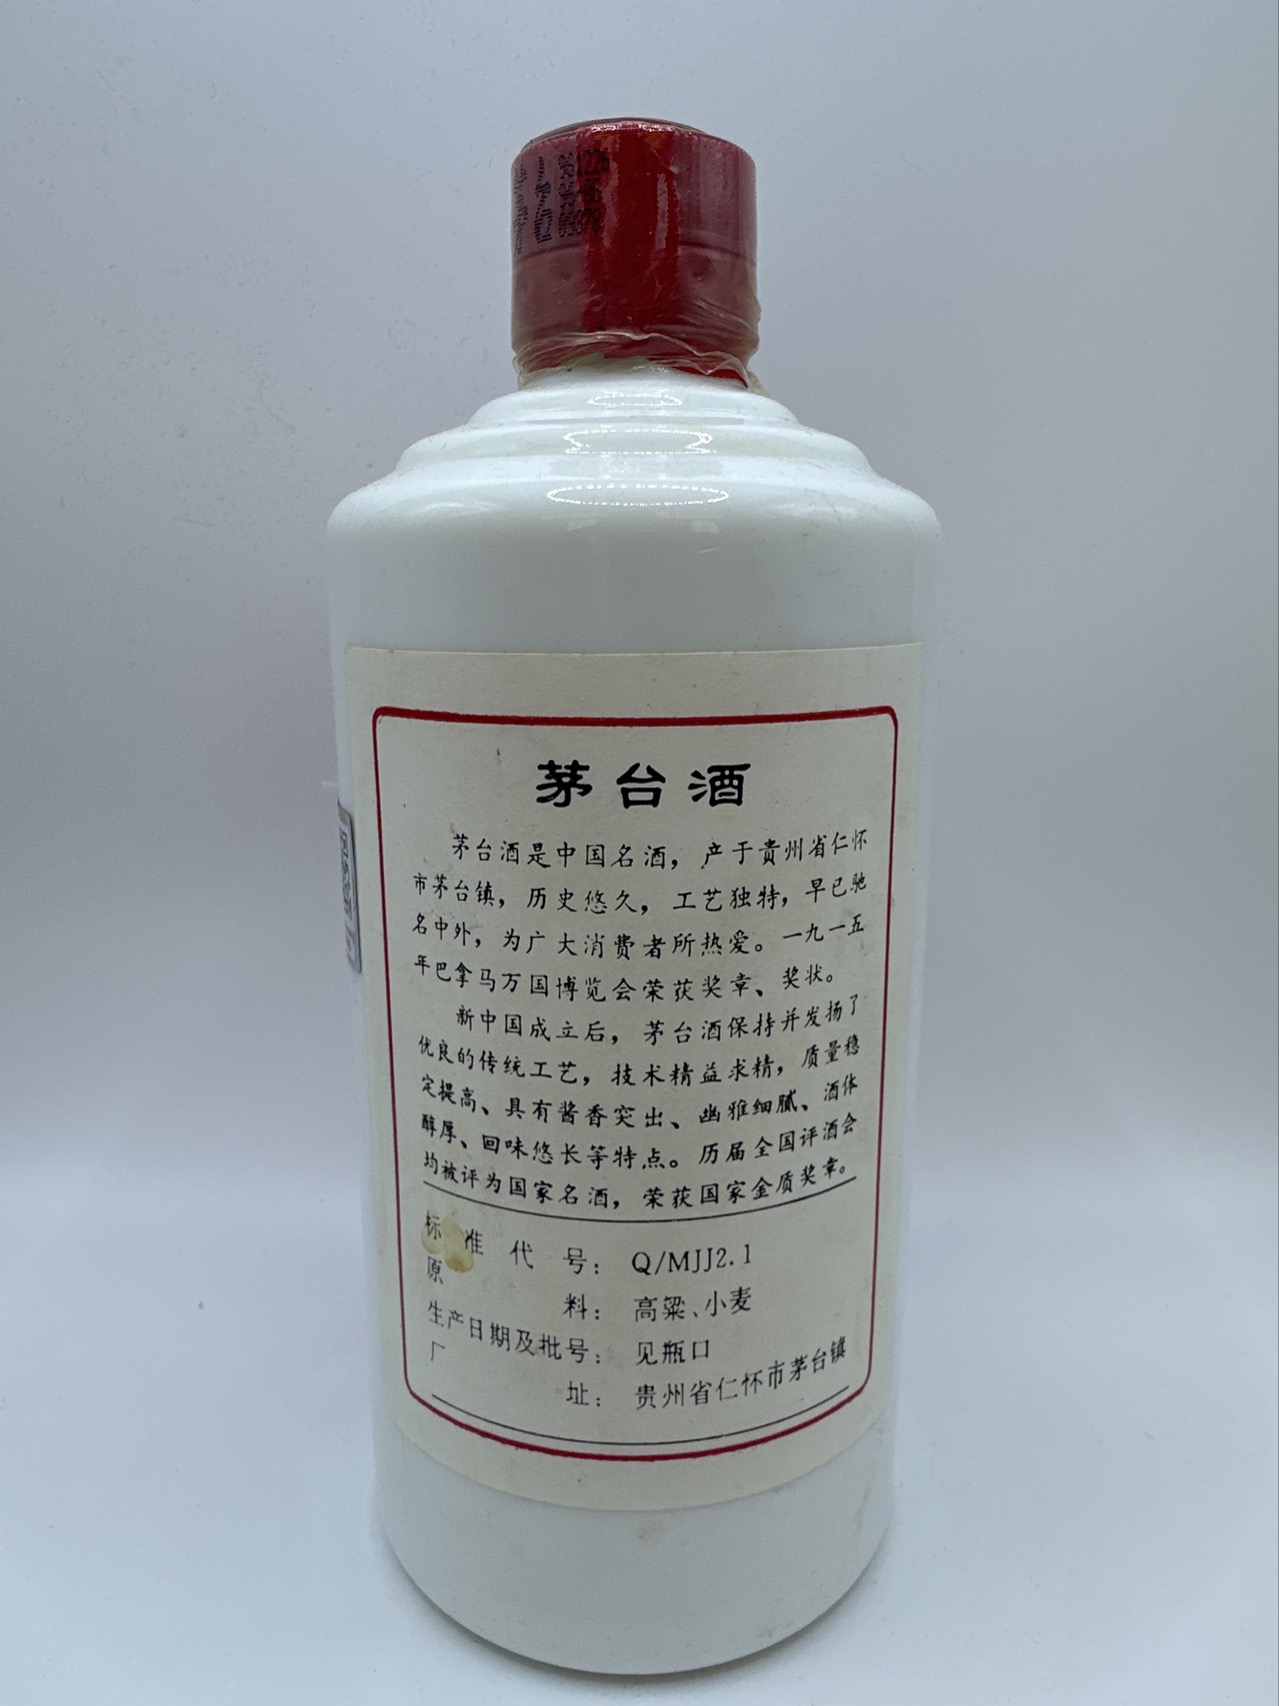 茅台酒
茅台酒是中国名酒，产于贵州省仁怀
市茅台镇，历史悠久，工艺独特，早已驰
名中外，为广大消费者所热爱。一九一五
年巴拿马万国博览会荣获奖章、奖状。
新中国成立后，茅台酒保持并发扬了
优良的传统工艺，技术精益求精，质量稳
定提高、具有酱香突出、幽雅细腻、酒体
醇厚、回味悠长等特点。历届全国评酒会
均被评为国家名酒，荣获国家金质奖章。
标准代号：Q/MJJ2.1
原料：高粱、小麦
生产日期及批号：见瓶口
厂址：贵州省仁怀市茅台镇